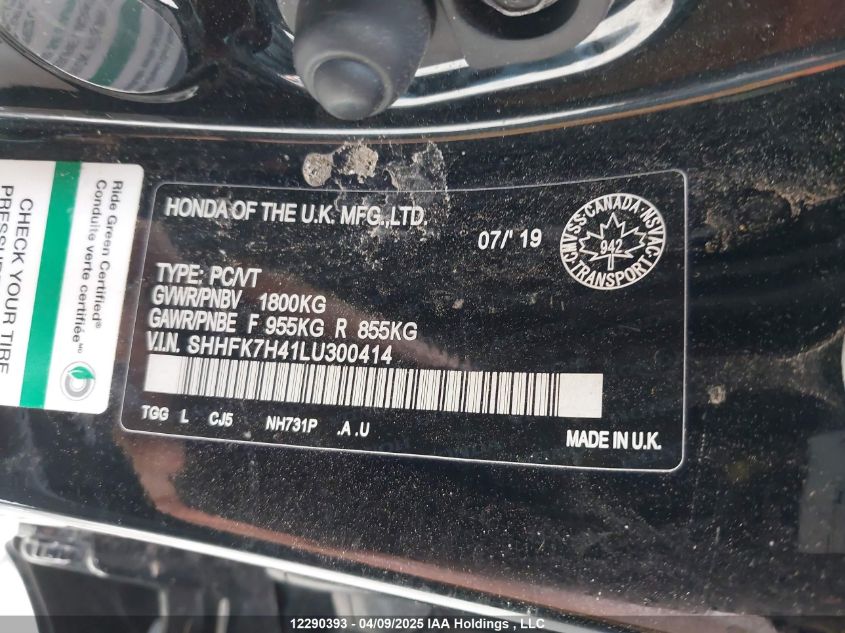 HONDA OF THE U.K. MFG.,LTD.
07/' 19
CMVSS·CANADA·NSVAC·TRANSPORT
942
TYPE: PC/VT
GVWR/PNBV 1800KG
GAWR/PNBE F 955KG R 855KG
V.I.N. SHHFK7H41LU300414
TGG L CJ5 NH731P .A .U
MADE IN U.K.
Ride Green Certified®
Conduite verte certifiée MD
CHECK YOUR TIRE
PRESSURE
12290393 - 04/09/2025 IAA Holdings , LLC